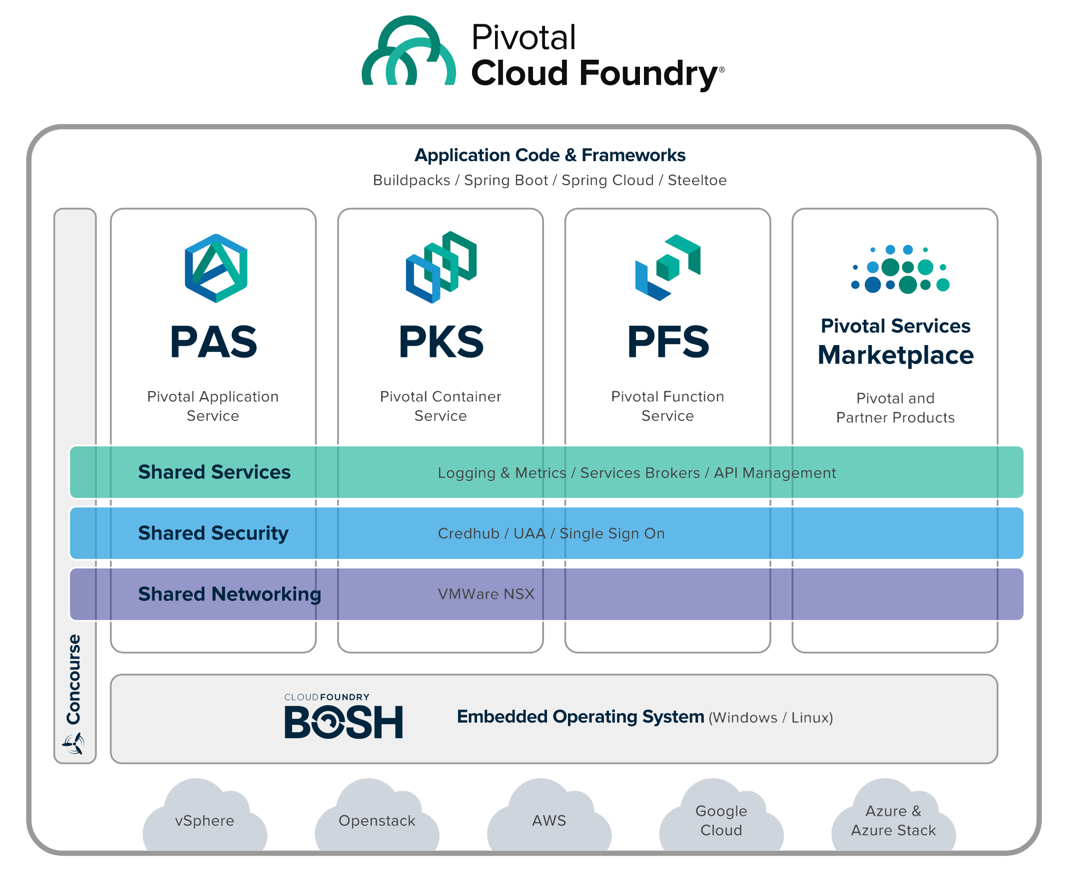 Pivotal
Cloud Foundry®
Application Code & Frameworks
Buildpacks / Spring Boot / Spring Cloud / Steeltoe
PAS
Pivotal Application
Service
PKS
Pivotal Container
Service
PFS
Pivotal Function
Service
Pivotal Services
Marketplace
Pivotal and
Partner Products
Shared Services
Logging & Metrics / Services Brokers / API Management
Shared Security
Credhub / UAA / Single Sign On
Shared Networking
VMWare NSX
Concourse
CLOUDFOUNDRY
BOSH
Embedded Operating System (Windows / Linux)
vSphere
Openstack
AWS
Google
Cloud
Azure &
Azure Stack